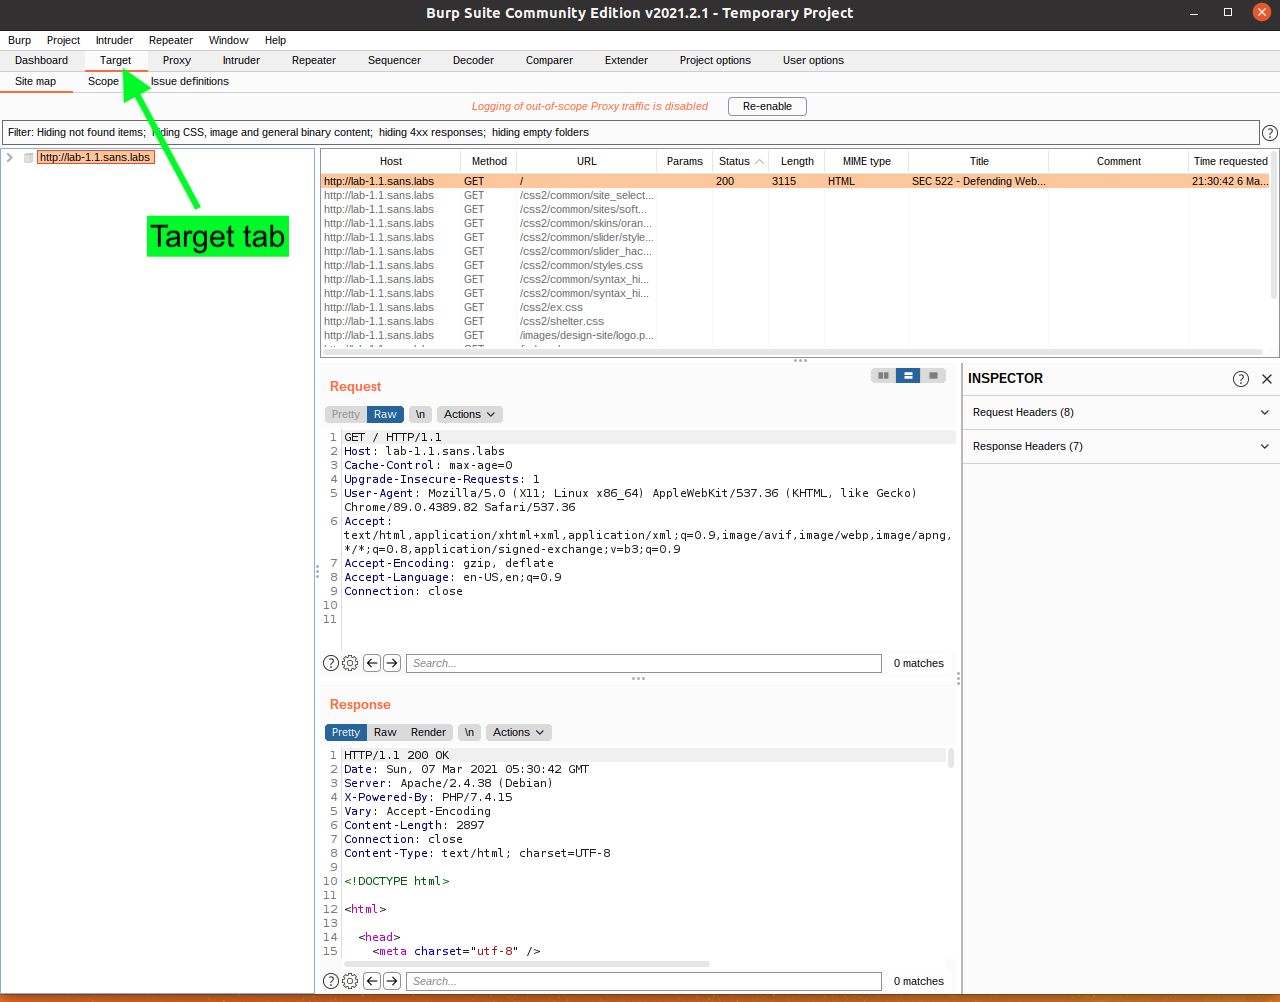 Burp Suite Community Edition v2021.2.1 - Temporary Project
Burp Project Intruder Repeater Window Help
Dashboard Target Proxy Intruder Repeater Sequencer Decoder Comparer Extender Project options User options
Site map Scope Issue definitions
Logging of out-of-scope Proxy traffic is disabled Re-enable
Filter: Hiding not found items; hiding CSS, image and general binary content; hiding 4xx responses; hiding empty folders
http://lab-1.1.sans.labs
Target tab
Host Method URL Params Status Length MIME type Title Comment Time requested
http://lab-1.1.sans.labs GET / 200 3115 HTML SEC 522 - Defending Web... 21:30:42 6 Ma...
http://lab-1.1.sans.labs GET /css2/common/site_select...
http://lab-1.1.sans.labs GET /css2/common/sites/soft...
http://lab-1.1.sans.labs GET /css2/common/skins/oran...
http://lab-1.1.sans.labs GET /css2/common/slider/style...
http://lab-1.1.sans.labs GET /css2/common/slider_hac...
http://lab-1.1.sans.labs GET /css2/common/styles.css
http://lab-1.1.sans.labs GET /css2/common/syntax_hi...
http://lab-1.1.sans.labs GET /css2/common/syntax_hi...
http://lab-1.1.sans.labs GET /css2/ex.css
http://lab-1.1.sans.labs GET /css2/shelter.css
http://lab-1.1.sans.labs GET /images/design-site/logo.p...
Request
Pretty Raw \n Actions
1 GET / HTTP/1.1
2 Host: lab-1.1.sans.labs
3 Cache-Control: max-age=0
4 Upgrade-Insecure-Requests: 1
5 User-Agent: Mozilla/5.0 (X11; Linux x86_64) AppleWebKit/537.36 (KHTML, like Gecko)
Chrome/89.0.4389.82 Safari/537.36
6 Accept:
text/html,application/xhtml+xml,application/xml;q=0.9,image/avif,image/webp,image/apng,
*/*;q=0.8,application/signed-exchange;v=b3;q=0.9
7 Accept-Encoding: gzip, deflate
8 Accept-Language: en-US,en;q=0.9
9 Connection: close
10
11
Search... 0 matches
INSPECTOR
Request Headers (8)
Response Headers (7)
Response
Pretty Raw Render \n Actions
1 HTTP/1.1 200 OK
2 Date: Sun, 07 Mar 2021 05:30:42 GMT
3 Server: Apache/2.4.38 (Debian)
4 X-Powered-By: PHP/7.4.15
5 Vary: Accept-Encoding
6 Content-Length: 2897
7 Connection: close
8 Content-Type: text/html; charset=UTF-8
9
10 <!DOCTYPE html>
11
12 <html>
13
14 <head>
15 <meta charset="utf-8" />
Search... 0 matches